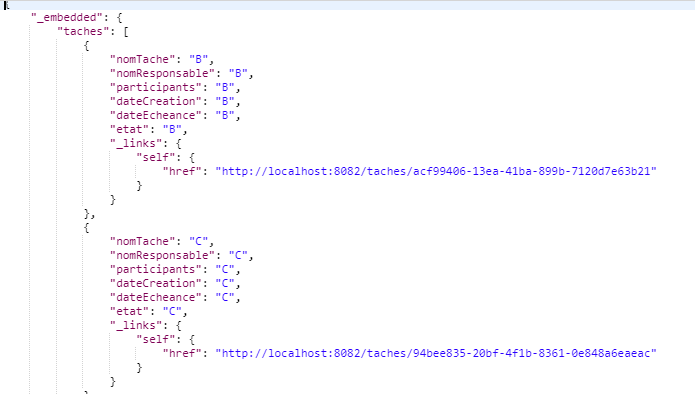 {
"_embedded": {
"taches": [
{
"nomTache": "B",
"nomResponsable": "B",
"participants": "B",
"dateCreation": "B",
"dateEcheance": "B",
"etat": "B",
"_links": {
"self": {
"href": "http://localhost:8082/taches/acf99406-13ea-41ba-899b-7120d7e63b21"
}
}
},
{
"nomTache": "C",
"nomResponsable": "C",
"participants": "C",
"dateCreation": "C",
"dateEcheance": "C",
"etat": "C",
"_links": {
"self": {
"href": "http://localhost:8082/taches/94bee835-20bf-4f1b-8361-0e848a6eaeac"
}
}